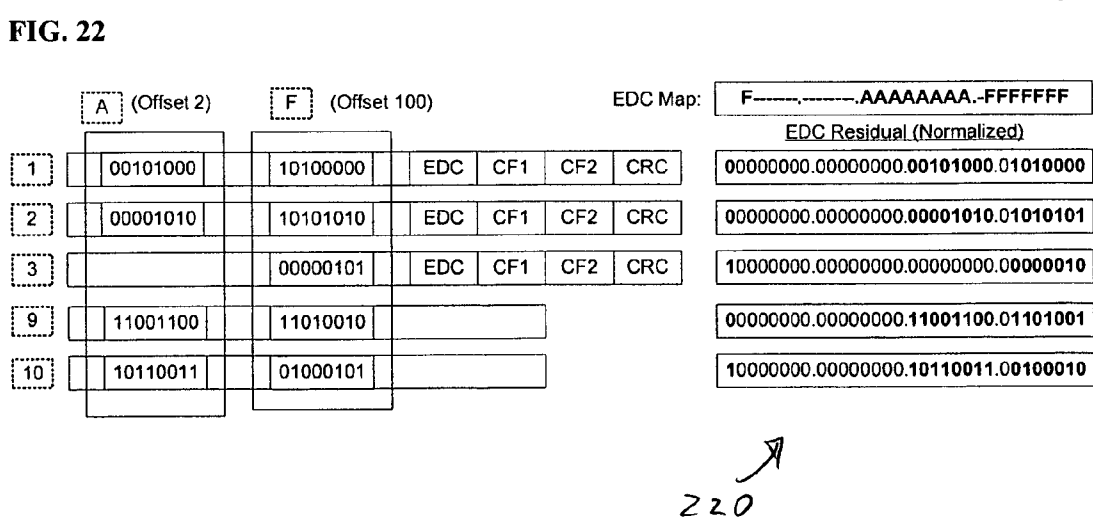 FIG. 22
A (Offset 2) F (Offset 100) EDC Map: F-------.--------.AAAAAAAA.-FFFFFFF
EDC Residual (Normalized)
1 00101000 10100000 EDC CF1 CF2 CRC 00000000.00000000.00101000.01010000
2 00001010 10101010 EDC CF1 CF2 CRC 00000000.00000000.00001010.01010101
3 00000101 EDC CF1 CF2 CRC 10000000.00000000.00000000.00000010
9 11001100 11010010 00000000.00000000.11001100.01101001
10 10110011 01000101 10000000.00000000.10110011.00100010
220